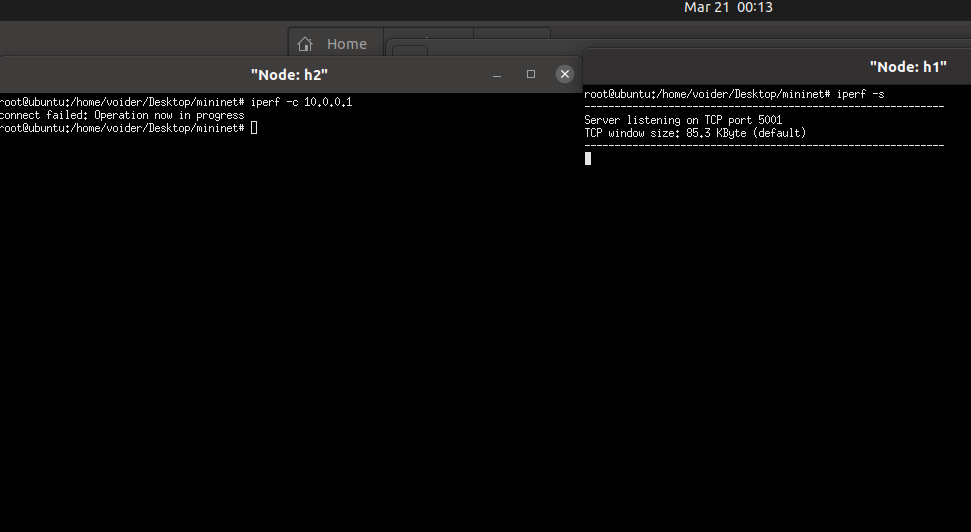 Mar 21 00:13
Home
"Node: h2"
root@ubuntu:/home/voider/Desktop/mininet# iperf -c 10.0.0.1
connect failed: Operation now in progress
root@ubuntu:/home/voider/Desktop/mininet#
"Node: h1"
root@ubuntu:/home/voider/Desktop/mininet# iperf -s
------------------------------------------------------------
Server listening on TCP port 5001
TCP window size: 85.3 KByte (default)
------------------------------------------------------------